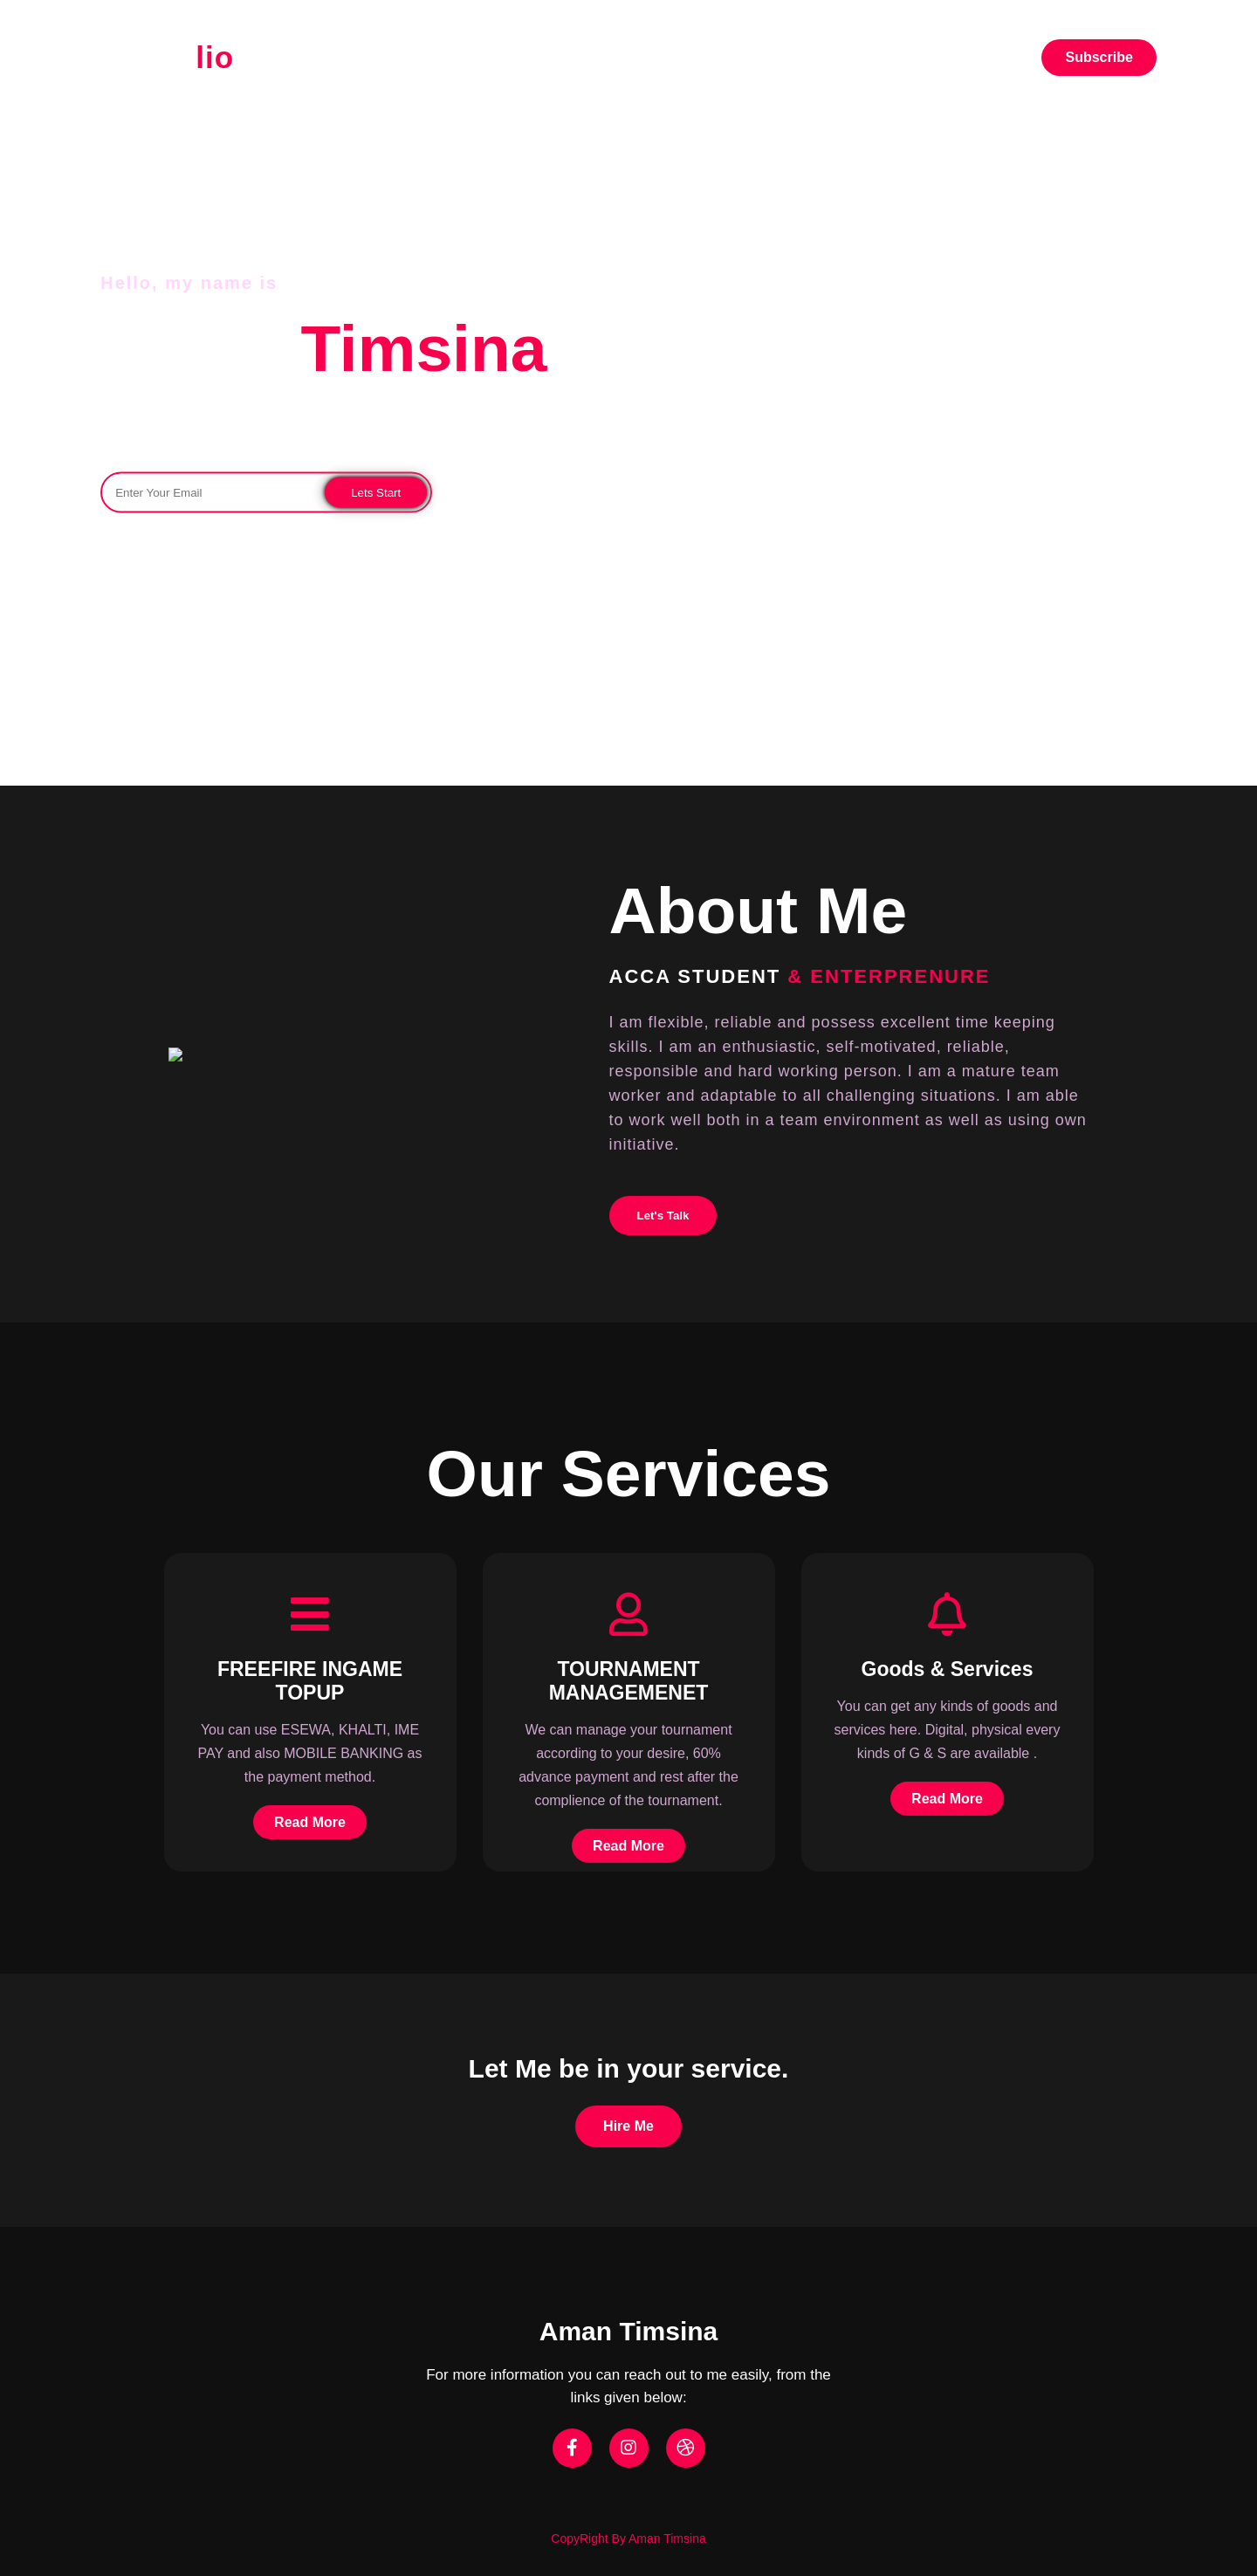 lio
Subscribe
Hello, my name is
Timsina
Enter Your Email
Lets Start
About Me
ACCA STUDENT & ENTERPRENURE
I am flexible, reliable and possess excellent time keeping
skills. I am an enthusiastic, self-motivated, reliable,
responsible and hard working person. I am a mature team
worker and adaptable to all challenging situations. I am able
to work well both in a team environment as well as using own
initiative.
Let's Talk
Our Services
FREEFIRE INGAME
TOPUP
You can use ESEWA, KHALTI, IME
PAY and also MOBILE BANKING as
the payment method.
Read More
TOURNAMENT
MANAGEMENET
We can manage your tournament
according to your desire, 60%
advance payment and rest after the
complience of the tournament.
Read More
Goods & Services
You can get any kinds of goods and
services here. Digital, physical every
kinds of G & S are available .
Read More
Let Me be in your service.
Hire Me
Aman Timsina
For more information you can reach out to me easily, from the
links given below:
CopyRight By Aman Timsina